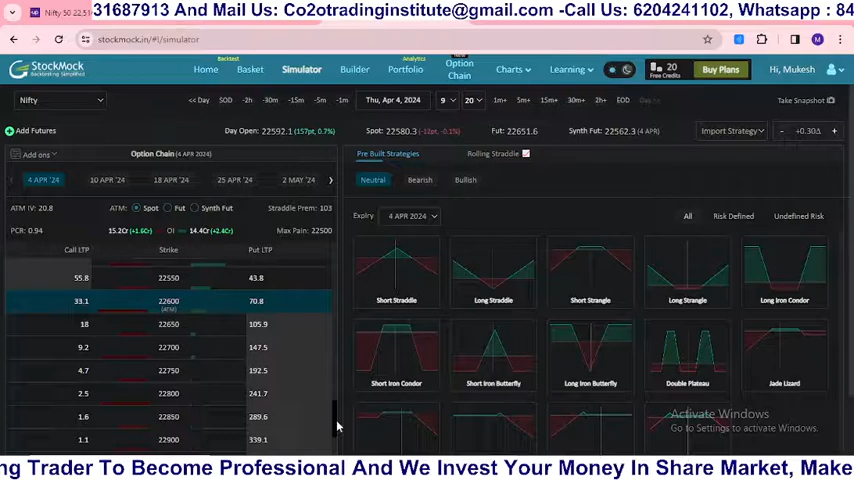 31687913 And Mail Us: Co2otradinginstitute@gmail.com -Call Us: 6204241102, Whatsapp : 84
Nifty 50 22,51
stockmock.in/#!/simulator
StockMock
Backtesting Simplified
Home
Backtest
Basket
Simulator
Builder
Analytics
Portfolio
New
Option Chain
Charts
Learning
20
Free Credits
Buy Plans
Hi, Mukesh
Nifty
<< Day SOD -2h -30m -15m -5m -1m
Thu, Apr 4, 2024
9 20
1m+ 5m+ 15m+ 30m+ 2h+ EOD
Take Snapshot
Add Futures
Day Open: 22592.1 (157pt, 0.7%) Spot: 22580.3 (-12pt, -0.1%) Fut: 22651.6 Synth Fut: 22562.3 (4 APR)
Import Strategy
- +0.30Δ +
Add ons
Option Chain (4 APR 2024)
4 APR '24 10 APR '24 18 APR '24 25 APR '24 2 MAY '24
ATM IV: 20.8 ATM: Spot Fut Synth Fut Straddle Prem: 103
PCR: 0.94 15.2Cr (+1.6Cr) OI 14.4Cr (+2.4Cr) Max Pain: 22500
Call LTP Strike Put LTP
55.8 22550 43.8
33.1 22600 70.8
(ATM)
18 22650 105.9
9.2 22700 147.5
4.7 22750 192.5
2.5 22800 241.7
1.6 22850 289.6
1.1 22900 339.1
Pre Built Strategies Rolling Straddle
Neutral Bearish Bullish
Expiry 4 APR 2024 All Risk Defined Undefined Risk
Short Straddle Long Straddle Short Strangle Long Strangle Long Iron Condor
Short Iron Condor Short Iron Butterfly Long Iron Butterfly Double Plateau Jade Lizard
Activate Windows
Go to Settings to activate Windows.
ng Trader To Become Professional And We Invest Your Money In Share Market, Make